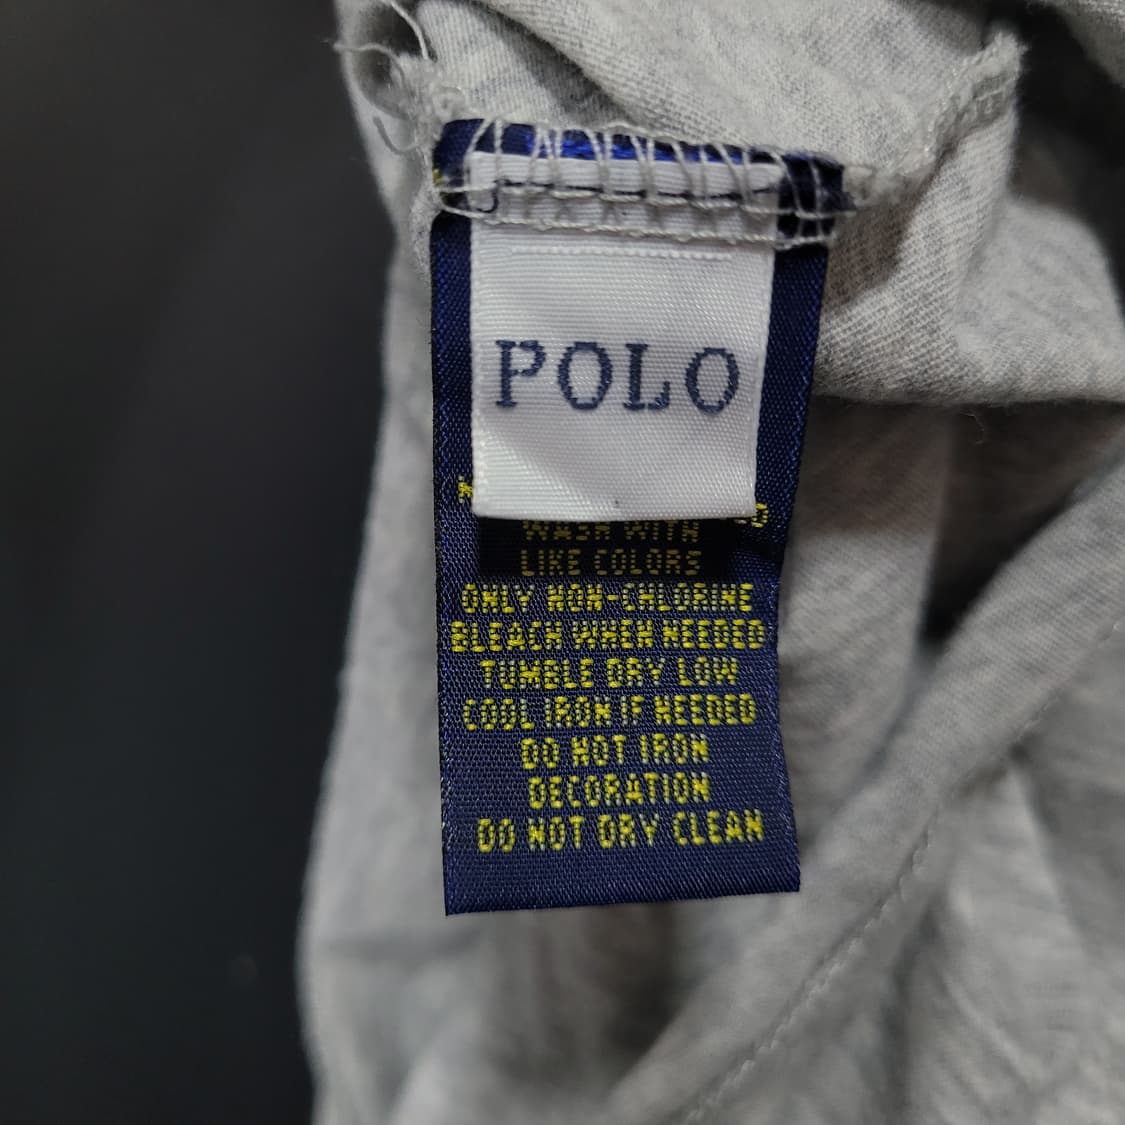 POLO
WASH WITH
LIKE COLORS
ONLY NON-CHLORINE
BLEACH WHEN NEEDED
TUMBLE DRY LOW
COOL IRON IF NEEDED
DO NOT IRON
DECORATION
DO NOT DRY CLEAN